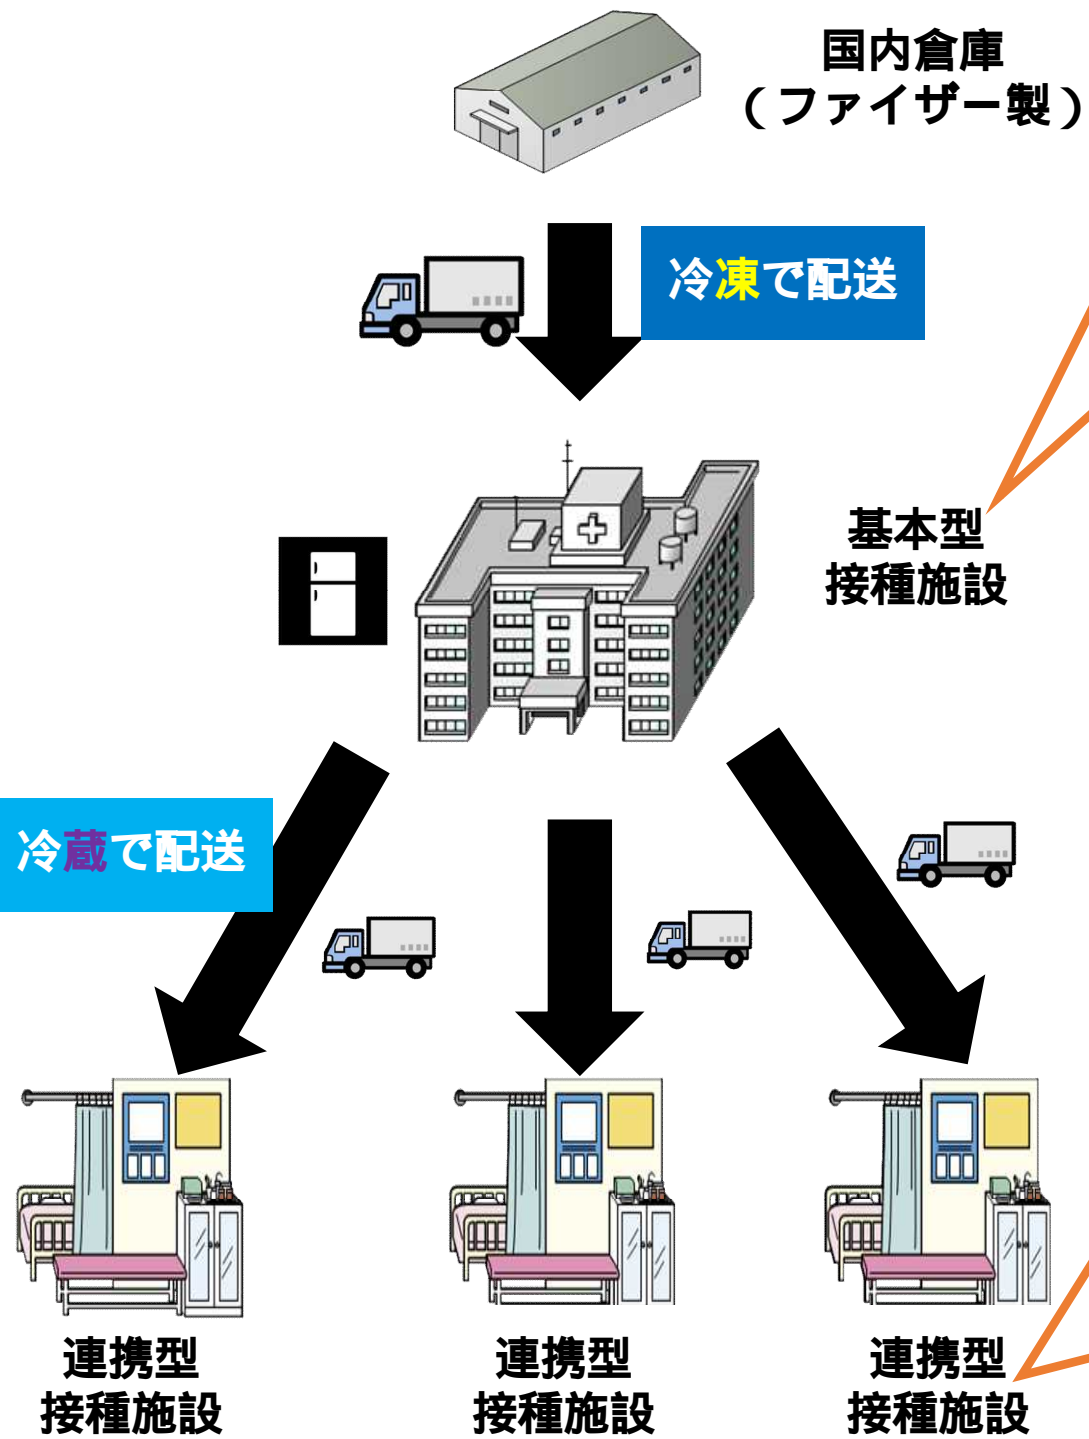 国内倉庫
（ファイザー製）
冷凍で配送
基本型
接種施設
冷蔵で配送
連携型
接種施設
連携型
接種施設
連携型
接種施設